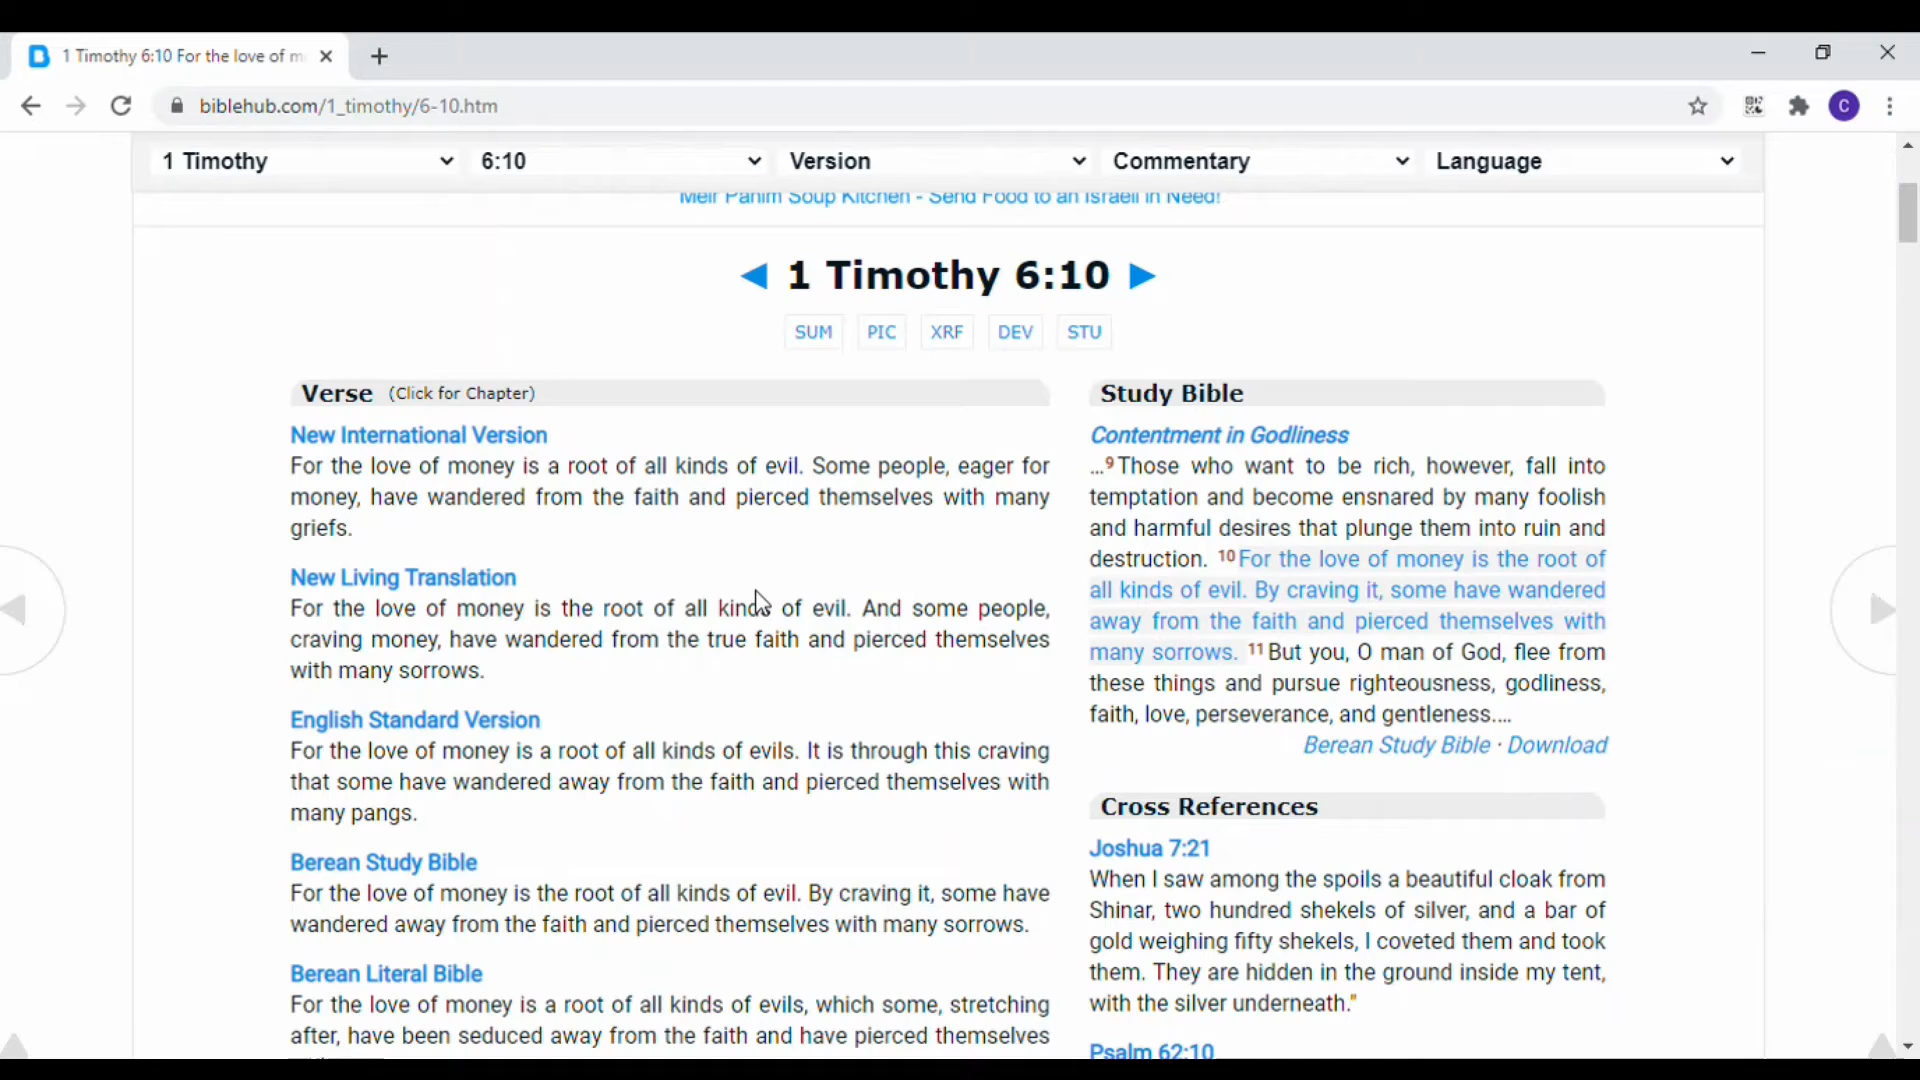 1 Timothy 6:10 For the love of m
biblehub.com/1_timothy/6-10.htm
C
1 Timothy
6:10
Version
Commentary
Language
Meir Panim Soup Kitchen - Send Food to an Israeli in Need!
1 Timothy 6:10
SUM
PIC
XRF
DEV
STU
Verse (Click for Chapter)
New International Version
For the love of money is a root of all kinds of evil. Some people, eager for
money, have wandered from the faith and pierced themselves with many
griefs.
New Living Translation
For the love of money is the root of all kinds of evil. And some people,
craving money, have wandered from the true faith and pierced themselves
with many sorrows.
English Standard Version
For the love of money is a root of all kinds of evils. It is through this craving
that some have wandered away from the faith and pierced themselves with
many pangs.
Berean Study Bible
For the love of money is the root of all kinds of evil. By craving it, some have
wandered away from the faith and pierced themselves with many sorrows.
Berean Literal Bible
For the love of money is a root of all kinds of evils, which some, stretching
after, have been seduced away from the faith and have pierced themselves
Study Bible
Contentment in Godliness
...9Those who want to be rich, however, fall into
temptation and become ensnared by many foolish
and harmful desires that plunge them into ruin and
destruction. 10For the love of money is the root of
all kinds of evil. By craving it, some have wandered
away from the faith and pierced themselves with
many sorrows. 11But you, O man of God, flee from
these things and pursue righteousness, godliness,
faith, love, perseverance, and gentleness....
Berean Study Bible · Download
Cross References
Joshua 7:21
When I saw among the spoils a beautiful cloak from
Shinar, two hundred shekels of silver, and a bar of
gold weighing fifty shekels, I coveted them and took
them. They are hidden in the ground inside my tent,
with the silver underneath."
Psalm 62:10